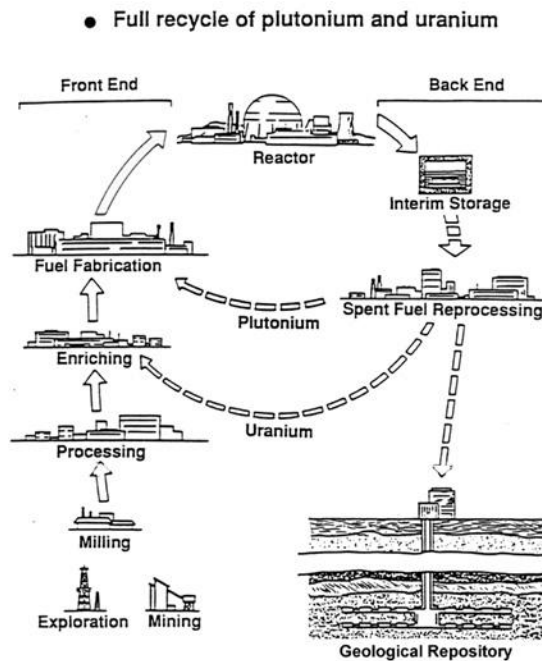 ● Full recycle of plutonium and uranium
Front End
Back End
Reactor
Interim Storage
Fuel Fabrication
Plutonium
Spent Fuel Reprocessing
Enriching
Uranium
Processing
Milling
Exploration
Mining
Geological Repository